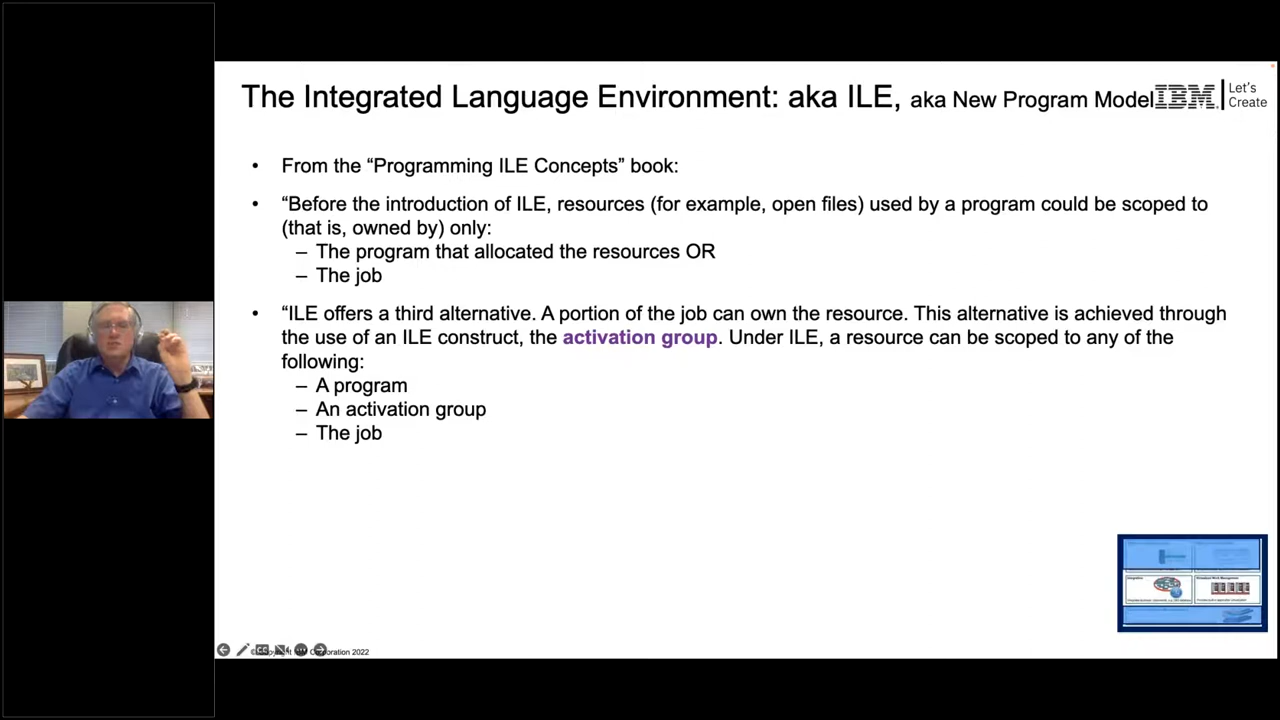 The Integrated Language Environment: aka ILE, aka New Program Model
IBM
Let's
Create
• From the “Programming ILE Concepts” book:
• “Before the introduction of ILE, resources (for example, open files) used by a program could be scoped to
(that is, owned by) only:
– The program that allocated the resources OR
– The job
• “ILE offers a third alternative. A portion of the job can own the resource. This alternative is achieved through
the use of an ILE construct, the activation group. Under ILE, a resource can be scoped to any of the
following:
– A program
– An activation group
– The job
Corporation 2022